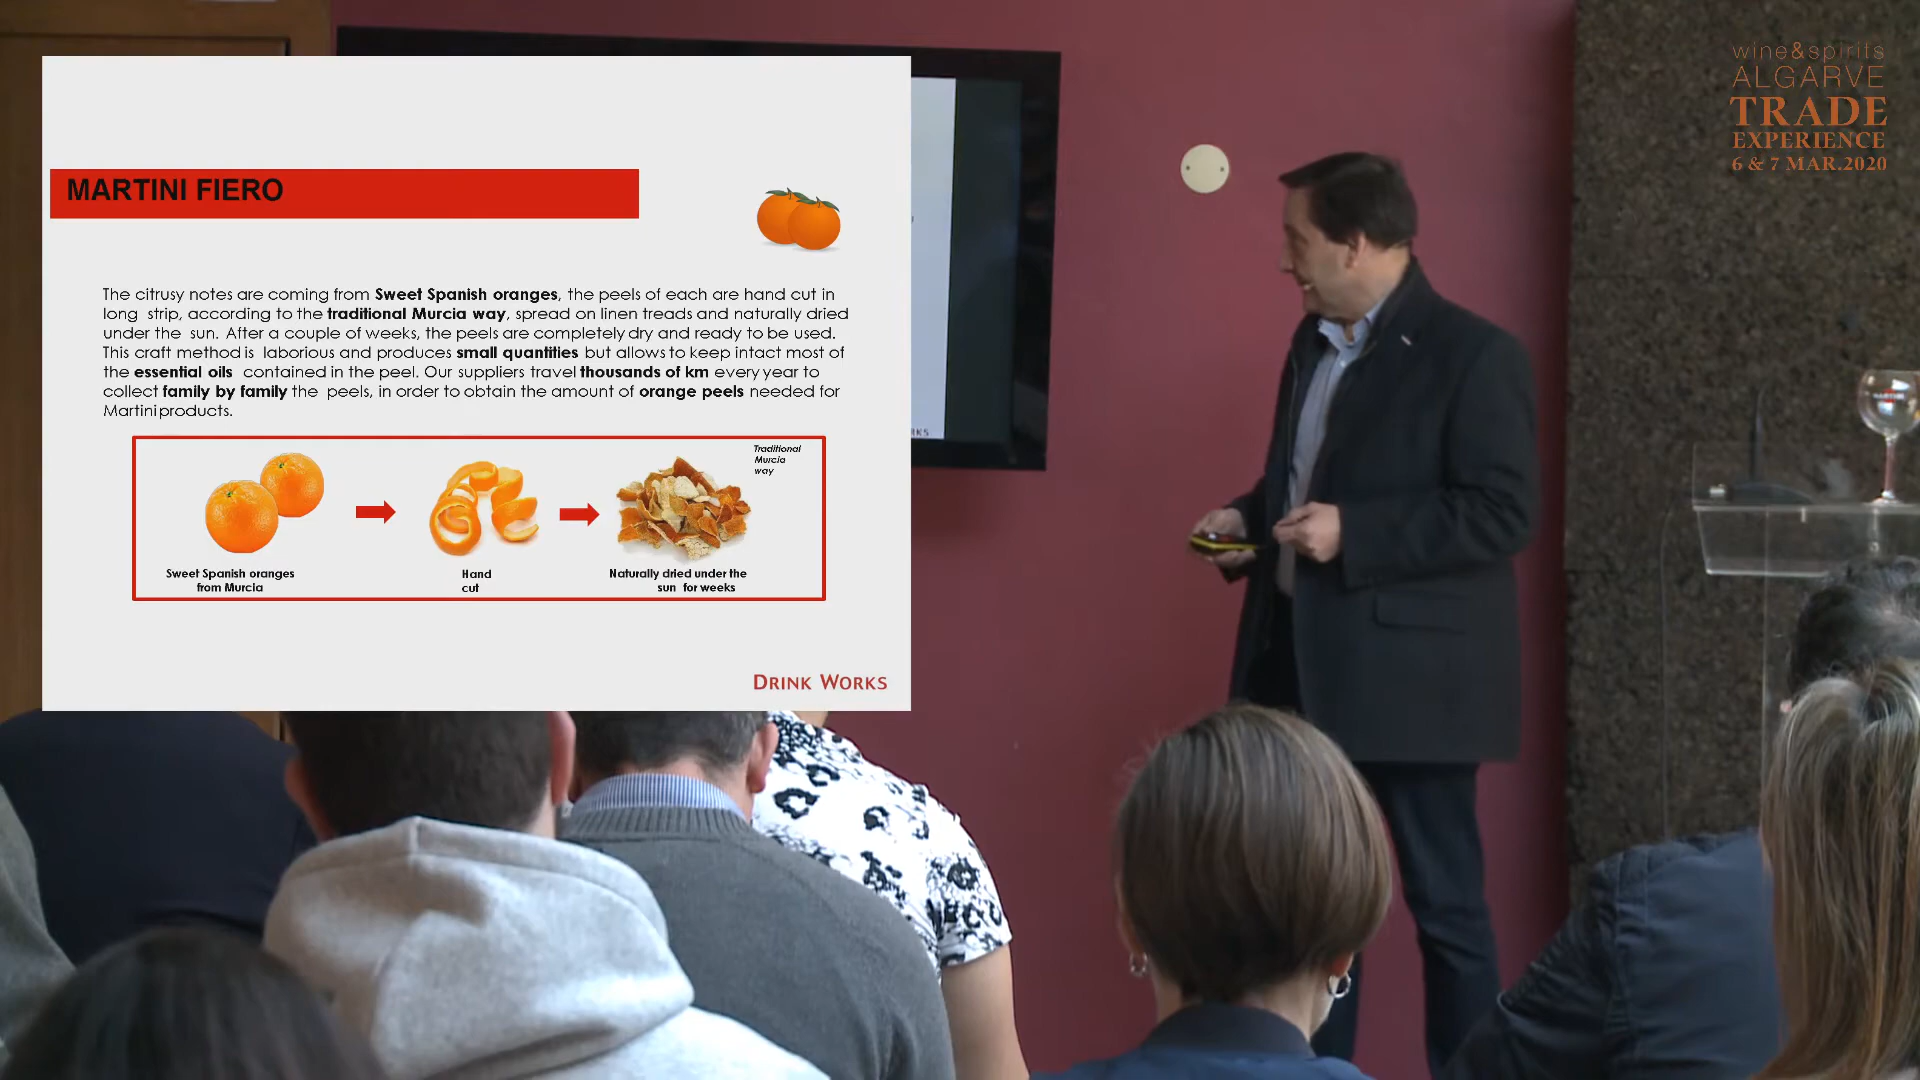 wine&spirits
ALGARVE
TRADE
EXPERIENCE
6 & 7 MAR.2020
MARTINI FIERO
The citrusy notes are coming from Sweet Spanish oranges, the peels of each are hand cut in
long strip, according to the traditional Murcia way, spread on linen treads and naturally dried
under the sun. After a couple of weeks, the peels are completely dry and ready to be used.
This craft method is laborious and produces small quantities but allows to keep intact most of
the essential oils contained in the peel. Our suppliers travel thousands of km every year to
collect family by family the peels, in order to obtain the amount of orange peels needed for
Martini products.
Traditional
Murcia
way
Sweet Spanish oranges
from Murcia
Hand
cut
Naturally dried under the
sun for weeks
DRINK WORKS
MARTINI